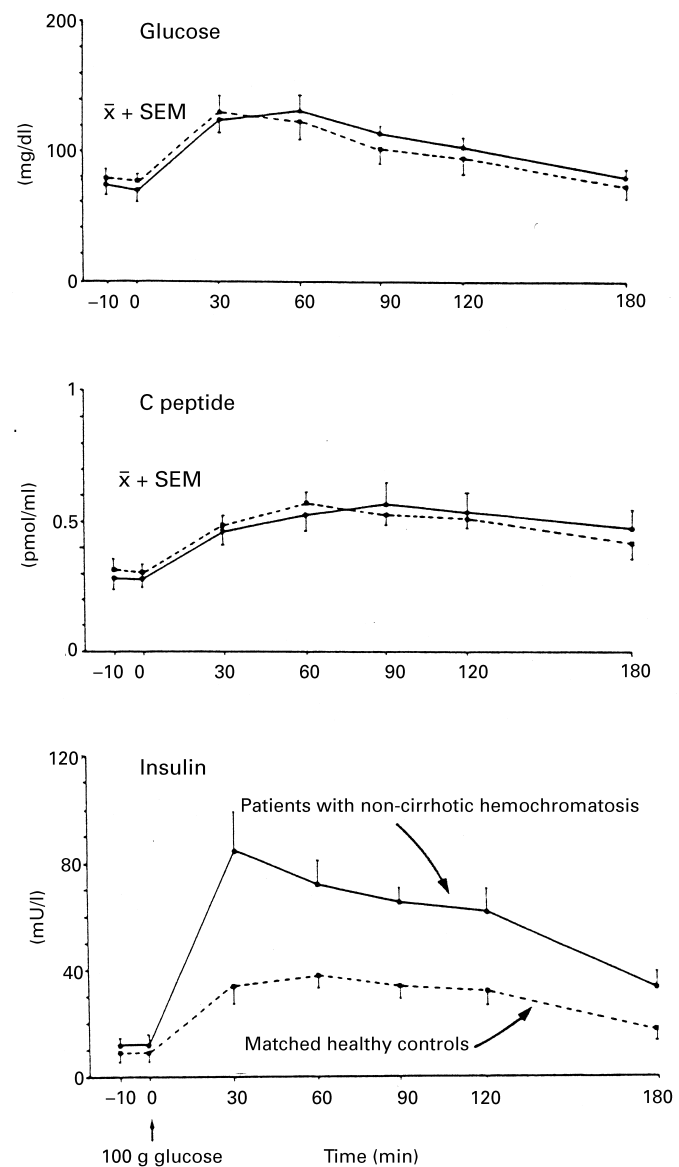 200
Glucose
x̄ + SEM
(mg/dl)
100
0
−10 0 30 60 90 120 180
1
C peptide
x̄ + SEM
(pmol/ml)
0.5
0
−10 0 30 60 90 120 180
120
Insulin
Patients with non-cirrhotic hemochromatosis
80
(mU/l)
40
Matched healthy controls
0
−10 0 30 60 90 120 180
100 g glucose Time (min)